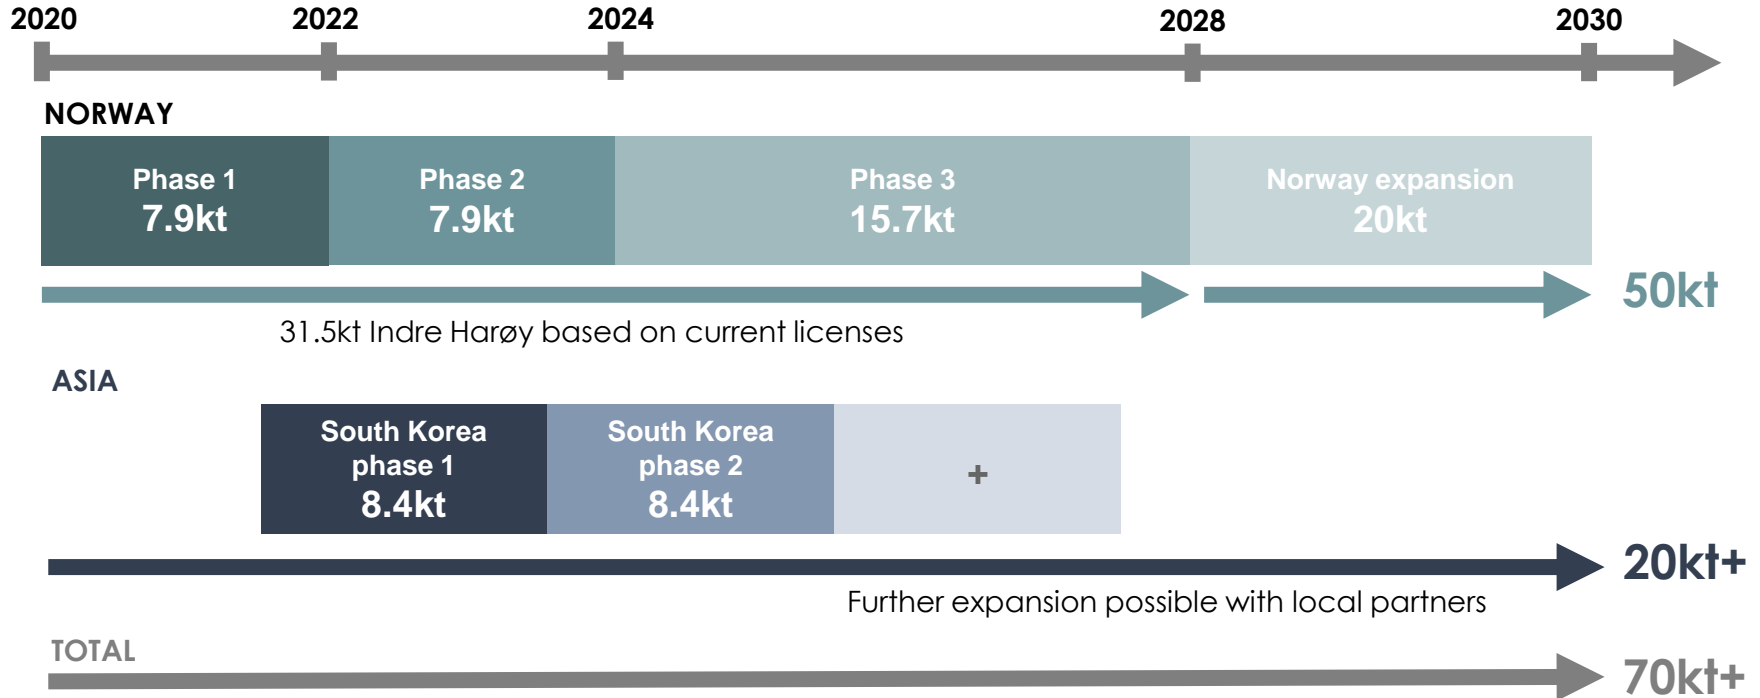 2020 2022 2024 2028 2030
NORWAY
Phase 1 Phase 2 Phase 3 Norway expansion
7.9kt 7.9kt 15.7kt 20kt
50kt
31.5kt Indre Harøy based on current licenses
ASIA
South Korea
phase 1
8.4kt
South Korea
phase 2
8.4kt
+
20kt+
Further expansion possible with local partners
TOTAL
70kt+